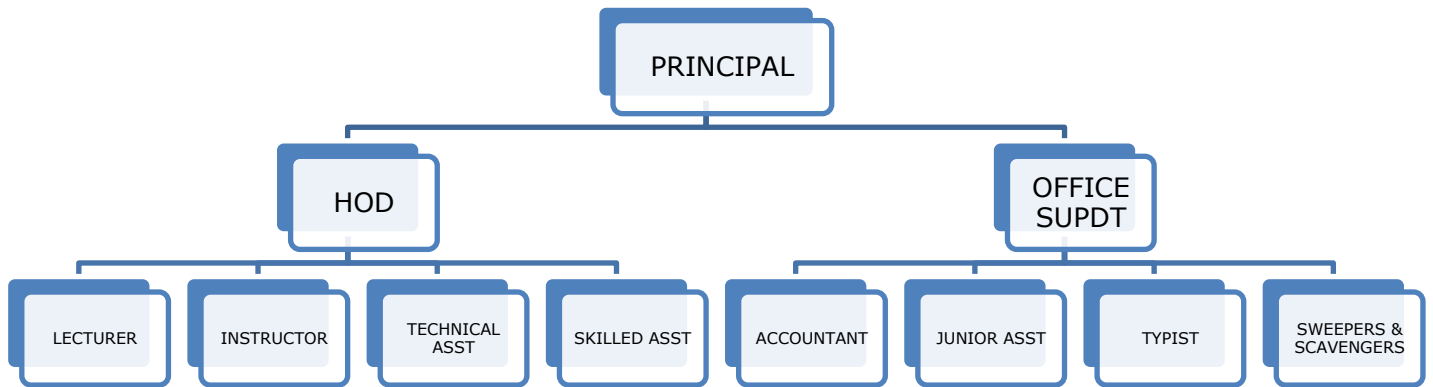 PRINCIPAL
HOD
OFFICE
SUPDT
LECTURER
INSTRUCTOR
TECHNICAL
ASST
SKILLED ASST
ACCOUNTANT
JUNIOR ASST
TYPIST
SWEEPERS &
SCAVENGERS